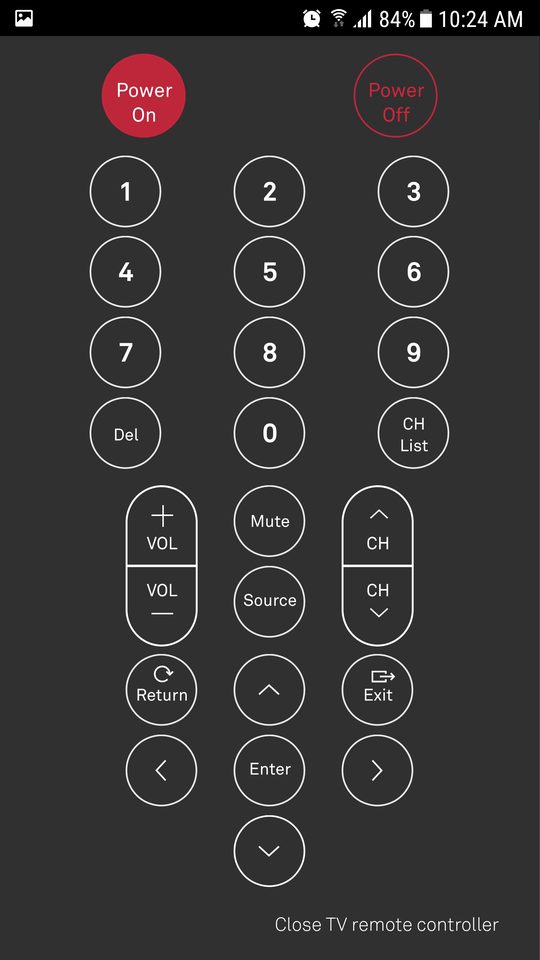 84% 10:24 AM
Power
On
Power
Off
1 2 3
4 5 6
7 8 9
Del 0 CH
List
+
VOL
Mute
CH
VOL
—
Source
CH
Return
Exit
Enter
Close TV remote controller